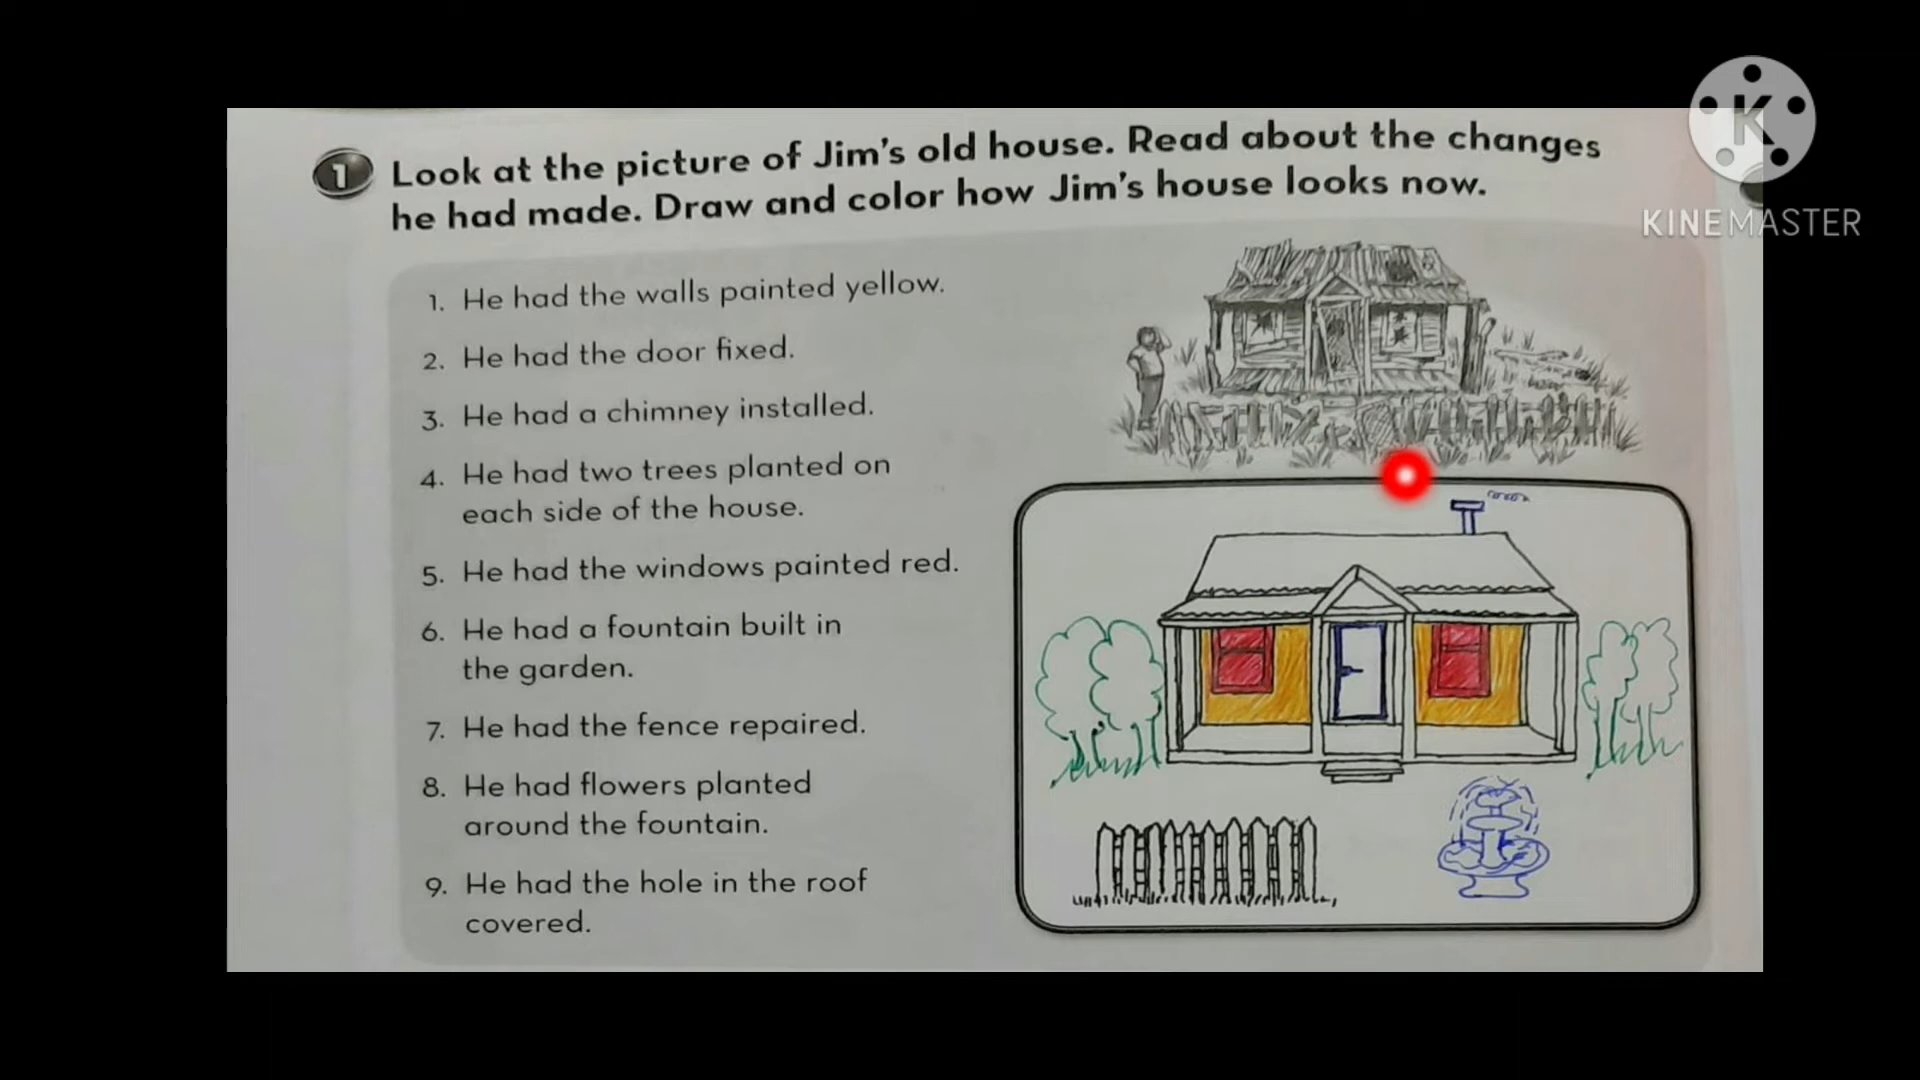 1 Look at the picture of Jim's old house. Read about the changes
he had made. Draw and color how Jim's house looks now.
1. He had the walls painted yellow.
2. He had the door fixed.
3. He had a chimney installed.
4. He had two trees planted on
each side of the house.
5. He had the windows painted red.
6. He had a fountain built in
the garden.
7. He had the fence repaired.
8. He had flowers planted
around the fountain.
9. He had the hole in the roof
covered.
K
KINEMASTER